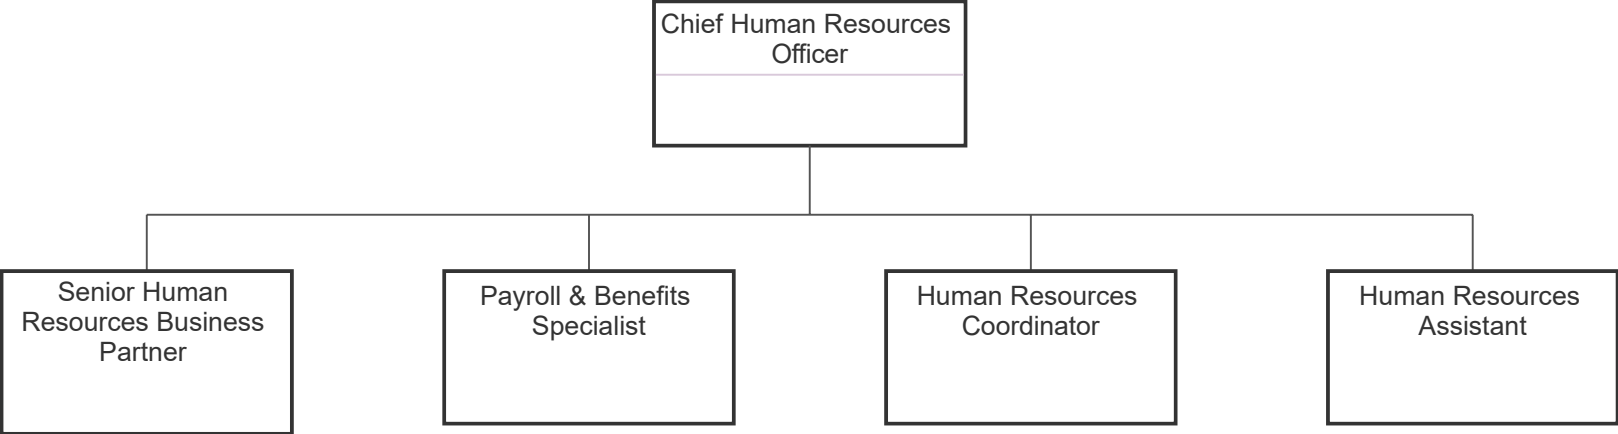 Chief Human Resources
Officer
Senior Human
Resources Business
Partner
Payroll & Benefits
Specialist
Human Resources
Coordinator
Human Resources
Assistant